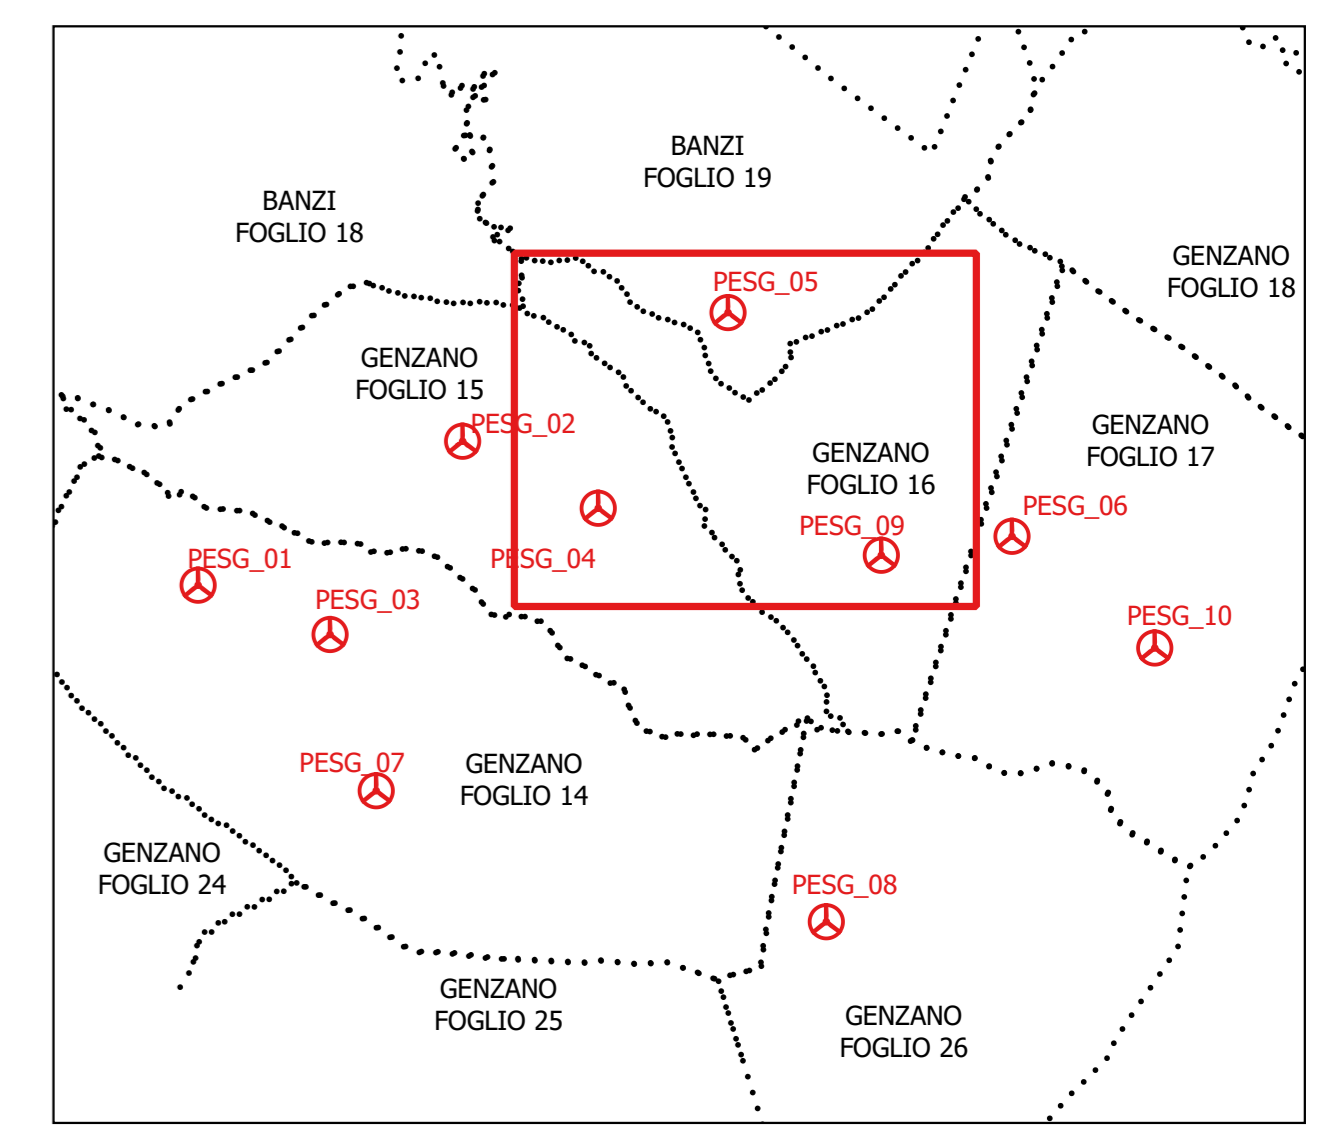 BANZI
FOGLIO 19
BANZI
FOGLIO 18
GENZANO
FOGLIO 18
PESG_05
GENZANO
FOGLIO 15
PESG_02
GENZANO
FOGLIO 17
GENZANO
FOGLIO 16
PESG_06
PESG_09
PESG_01
PESG_04
PESG_03
PESG_10
PESG_07
GENZANO
FOGLIO 14
GENZANO
FOGLIO 24
PESG_08
GENZANO
FOGLIO 25
GENZANO
FOGLIO 26